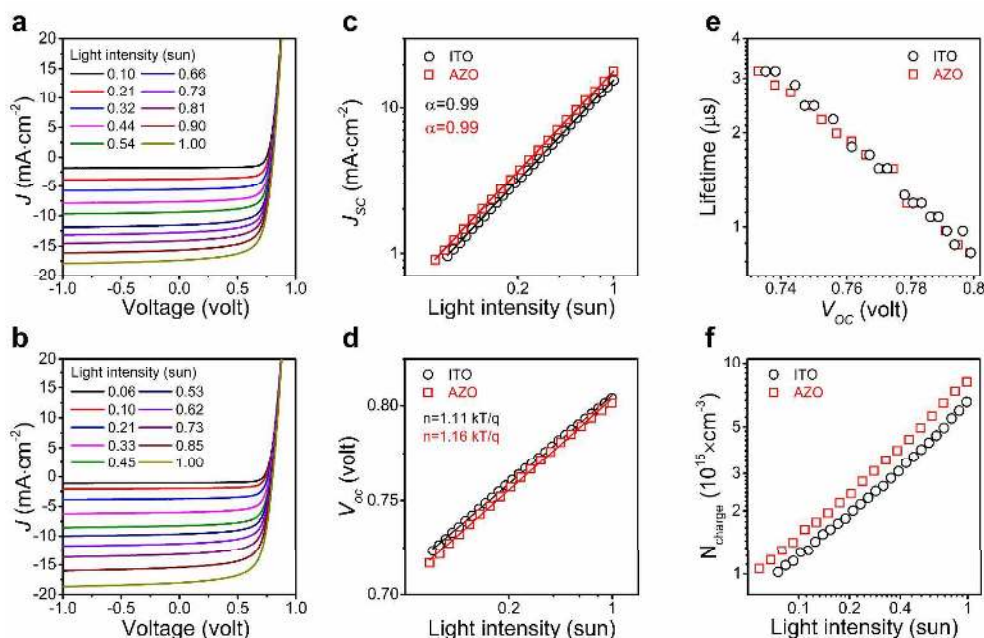 a
20
15
10
5
0
-5
-10
-15
-20
J (mA·cm-2)
Light intensity (sun)
0.10 0.66
0.21 0.73
0.32 0.81
0.44 0.90
0.54 1.00
-1.0 -0.5 0.0 0.5 1.0
Voltage (volt)
b
20
15
10
5
0
-5
-10
-15
-20
J (mA·cm-2)
Light intensity (sun)
0.06 0.53
0.10 0.62
0.21 0.73
0.33 0.85
0.45 1.00
-1.0 -0.5 0.0 0.5 1.0
Voltage (volt)
c
ITO
AZO
α=0.99
α=0.99
10
1
JSC (mA·cm-2)
0.2 1
Light intensity (sun)
d
ITO
AZO
n=1.11 kT/q
n=1.16 kT/q
0.80
0.75
0.70
Voc (volt)
0.2 1
Light intensity (sun)
e
ITO
AZO
4
3
2
1
Lifetime (μs)
0.74 0.76 0.78 0.8
VOC (volt)
f
ITO
AZO
10
5
3
2
1
Ncharge (10^15×cm-3)
0.1 0.2 0.4 1
Light intensity (sun)